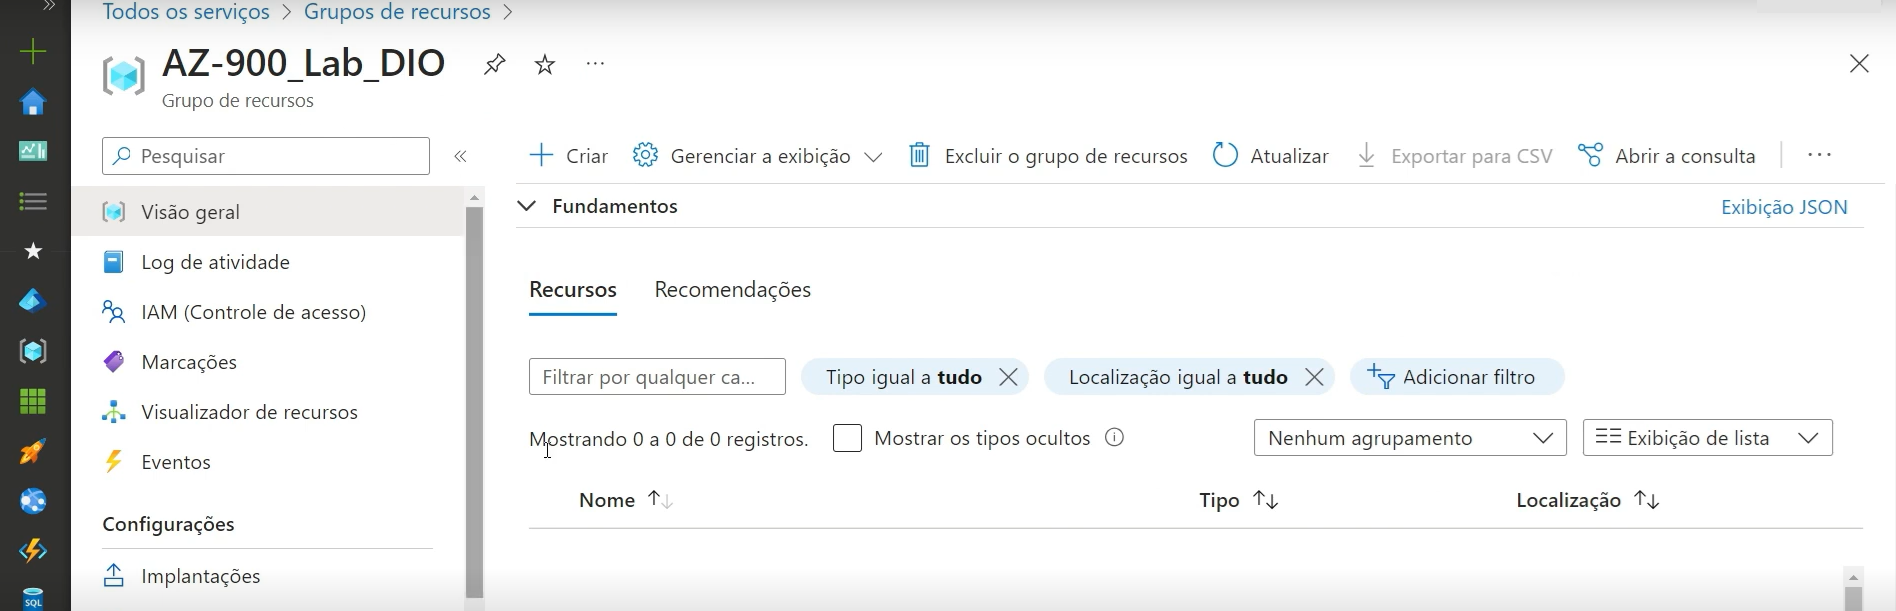 Todos os serviços > Grupos de recursos >
AZ-900_Lab_DIO
Grupo de recursos
Pesquisar
Criar Gerenciar a exibição Excluir o grupo de recursos Atualizar Exportar para CSV Abrir a consulta
Visão geral
Log de atividade
IAM (Controle de acesso)
Marcações
Visualizador de recursos
Eventos
Configurações
Implantações
Fundamentos
Exibição JSON
Recursos Recomendações
Filtrar por qualquer ca... Tipo igual a tudo Localização igual a tudo Adicionar filtro
Mostrando 0 a 0 de 0 registros. Mostrar os tipos ocultos Nenhum agrupamento Exibição de lista
Nome Tipo Localização
SQL